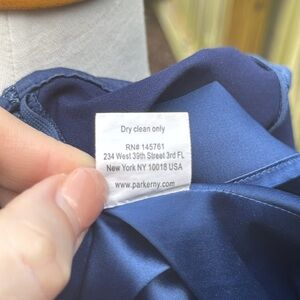 Dry clean only
RN# 145761
234 West 39th Street 3rd FL
New York NY 10018 USA
www.parkerny.com